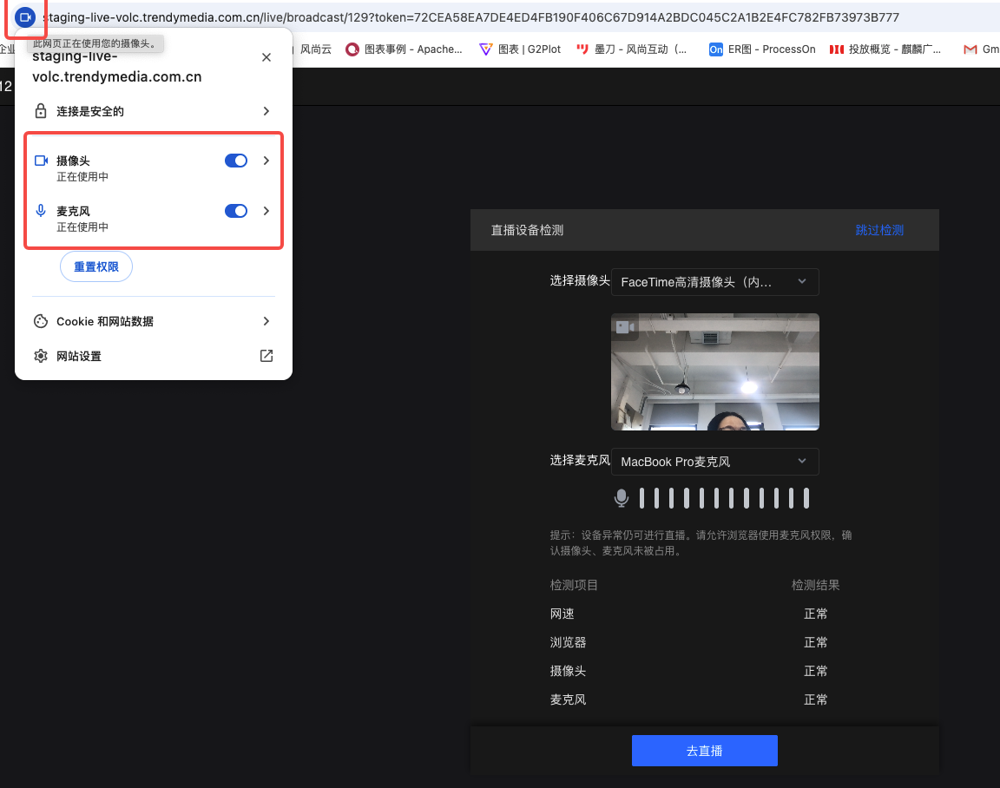 staging-live-volc.trendymedia.com.cn/live/broadcast/129?token=72CEA58EA7DE4ED4FB190F406C67D914A2BDC045C2A1B2E4FC782FB73973B777
此网页正在使用您的摄像头。
企业
风尚云
图表事例 - Apache...
图表 | G2Plot
墨刀 - 风尚互动（...
On
ER图 - ProcessOn
投放概览 - 麒麟广...
Gm
staging-live-
volc.trendymedia.com.cn
12
连接是安全的
摄像头
正在使用中
麦克风
正在使用中
重置权限
Cookie 和网站数据
网站设置
直播设备检测
跳过检测
选择摄像头
FaceTime高清摄像头（内...
选择麦克风
MacBook Pro麦克风
提示：设备异常仍可进行直播。请允许浏览器使用麦克风权限，确
认摄像头、麦克风未被占用。
检测项目 检测结果
网速 正常
浏览器 正常
摄像头 正常
麦克风 正常
去直播